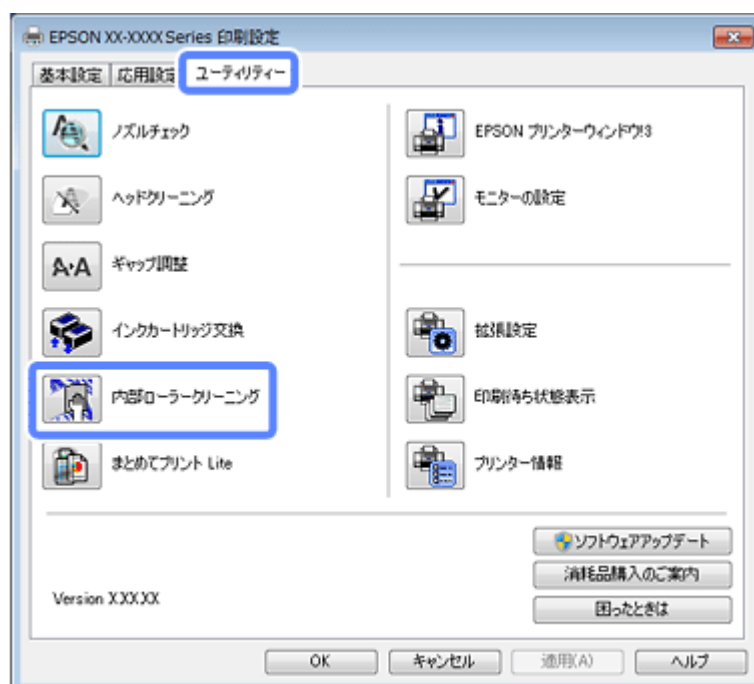 EPSON XX-XXXX Series 印刷設定
基本設定 応用設定 ユーティリティー
ノズルチェック
EPSON プリンターウィンドウ!3
ヘッドクリーニング
モニターの設定
ギャップ調整
インクカートリッジ交換
拡張設定
内部ローラークリーニング
印刷待ち状態表示
まとめてプリント Lite
プリンター情報
ソフトウェアアップデート
消耗品購入のご案内
Version X.XX.XX
困ったときは
OK キャンセル 適用(A) ヘルプ